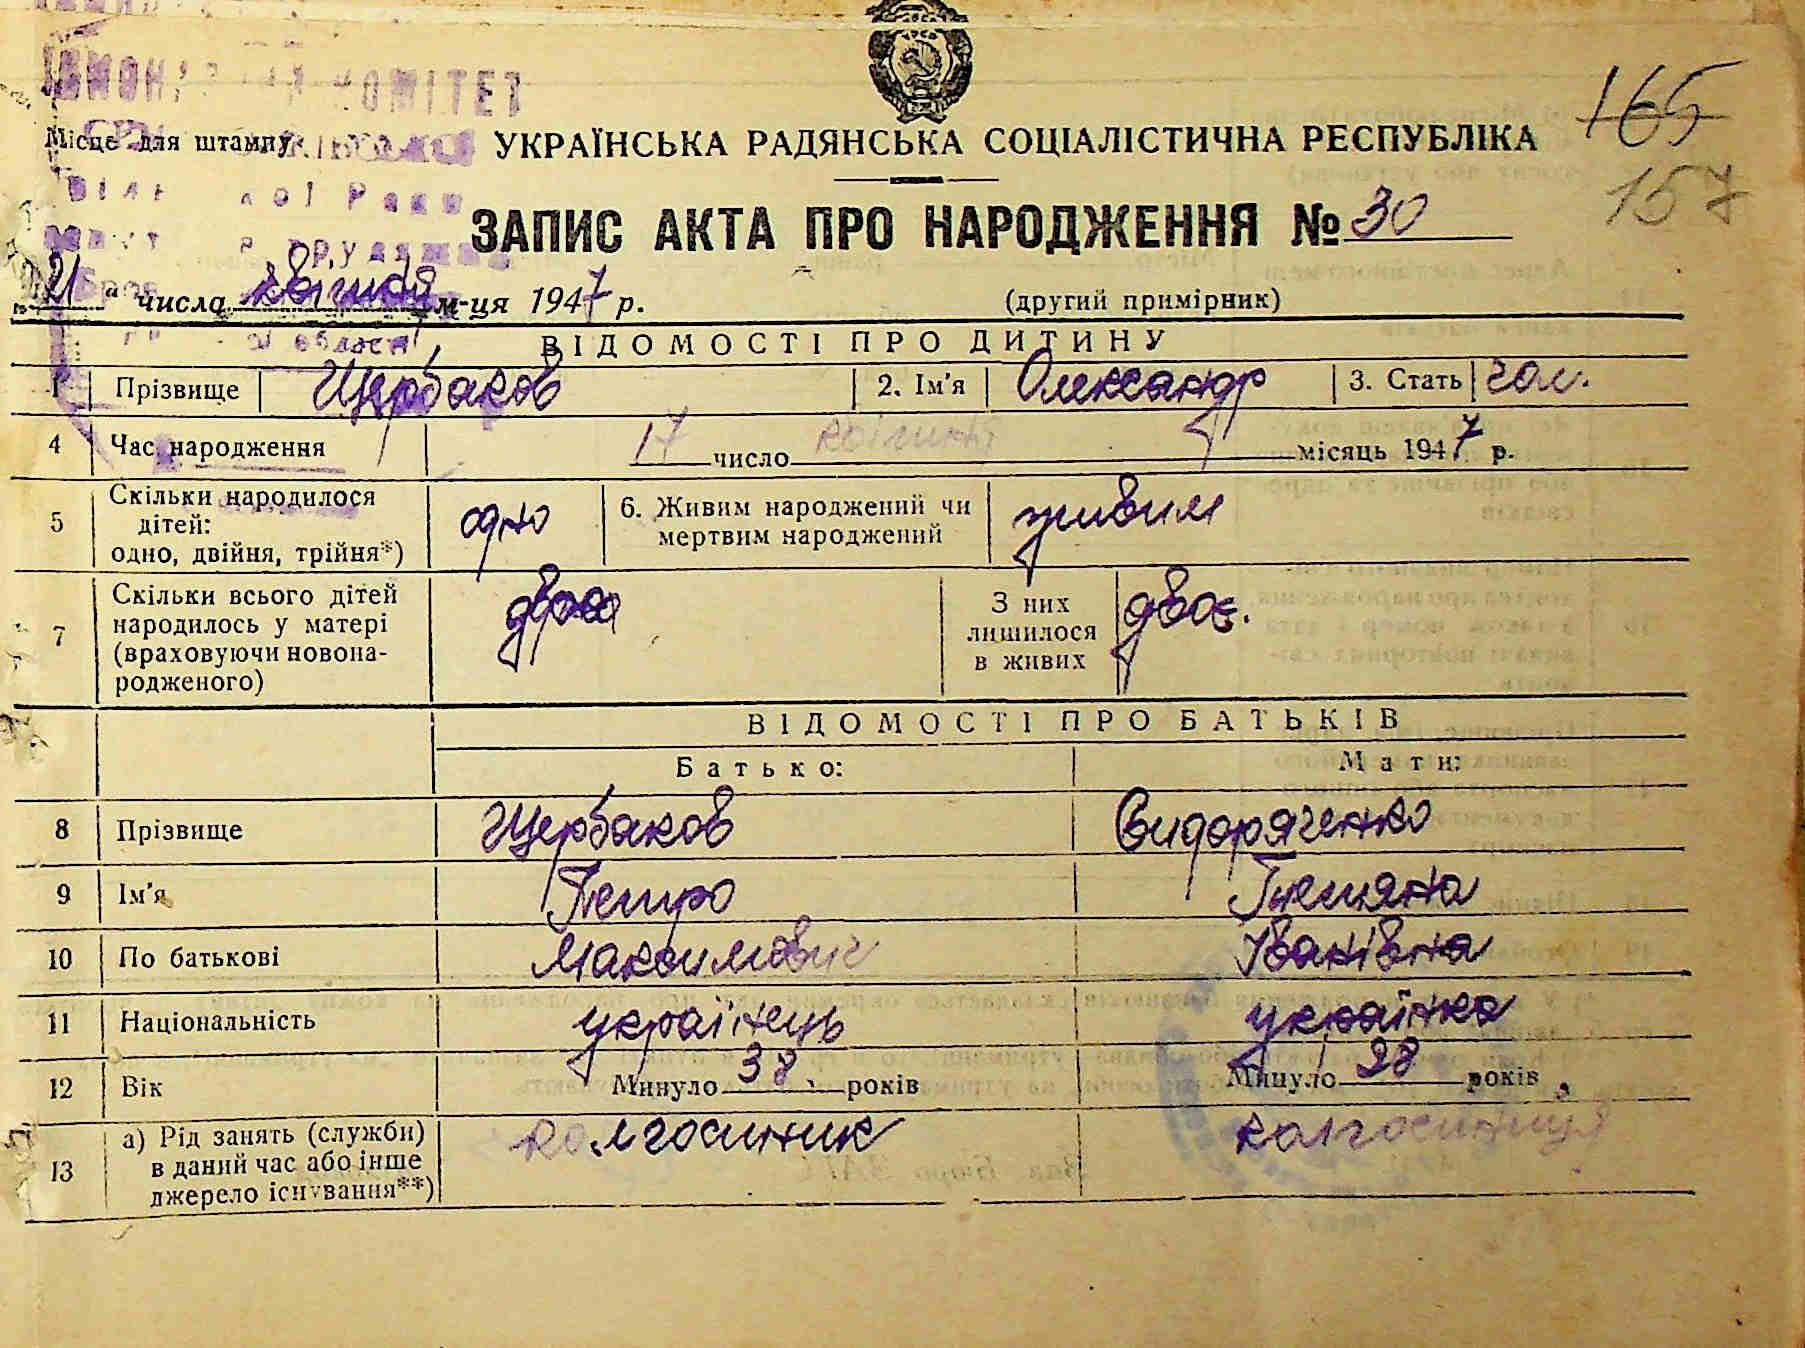 КОМІТЕТ
165
Місце для штампу УКРАЇНСЬКА РАДЯНСЬКА СОЦІАЛІСТИЧНА РЕСПУБЛІКА
157
ЗАПИС АКТА ПРО НАРОДЖЕННЯ № 30
21 " числа квітня м-ця 1947 р. (другий примірник)
області
ВІДОМОСТІ ПРО ДИТИНУ
1 Прізвище Щербаков 2. Ім'я Олександр 3. Стать чол.
4 Час народження 17 число квітня місяць 1947 р.
5 Скільки народилося дітей: одно, двійня, трійня*) одно 6. Живим народжений чи мертвим народжений живим
7 Скільки всього дітей народилось у матері (враховуючи новонародженого) двоє З них лишилося в живих двоє.
ВІДОМОСТІ ПРО БАТЬКІВ
Батько: Мати:
8 Прізвище Щербаков Сидоряченко
9 Ім'я Петро Тетяна
10 По батькові Максимович Іванівна
11 Національність українець українка
12 Вік Минуло 38 років Минуло 28 років
13 а) Рід занять (служби) в даний час або інше джерело існування**) колгоспник колгоспниця